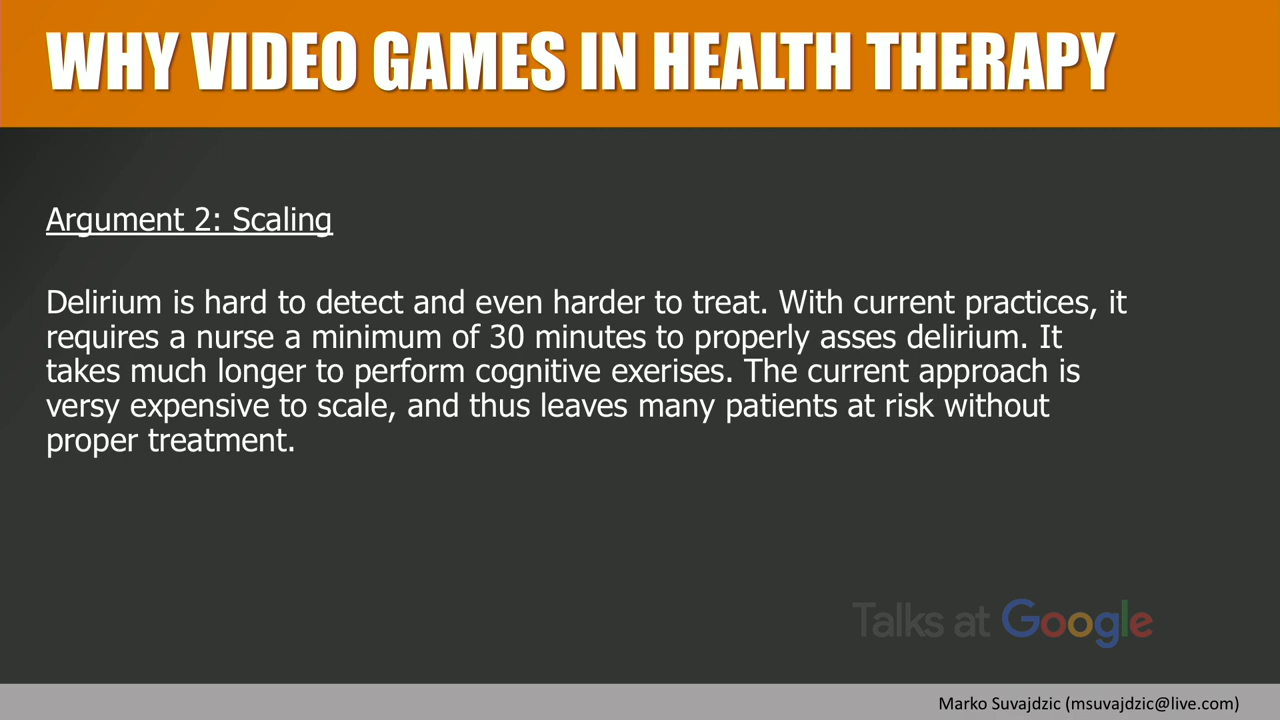 WHY VIDEO GAMES IN HEALTH THERAPY
Argument 2: Scaling
Delirium is hard to detect and even harder to treat. With current practices, it
requires a nurse a minimum of 30 minutes to properly asses delirium. It
takes much longer to perform cognitive exerises. The current approach is
versy expensive to scale, and thus leaves many patients at risk without
proper treatment.
Talks at Google
Marko Suvajdzic (msuvajdzic@live.com)